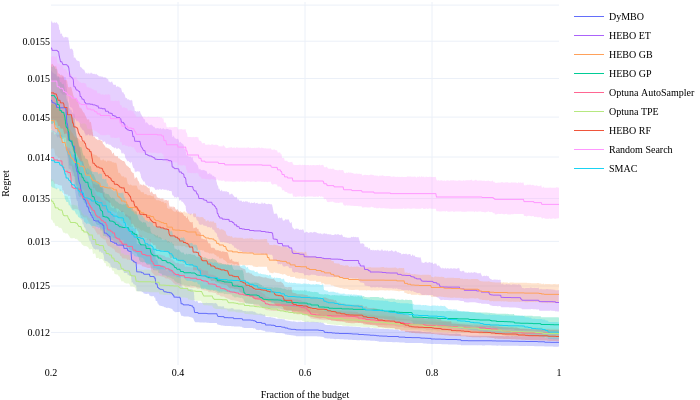 DyMBO
HEBO ET
HEBO GB
HEBO GP
Optuna AutoSampler
Optuna TPE
HEBO RF
Random Search
SMAC
0.0155
0.015
0.0145
0.014
0.0135
0.013
0.0125
0.012
Regret
0.2
0.4
0.6
0.8
1
Fraction of the budget